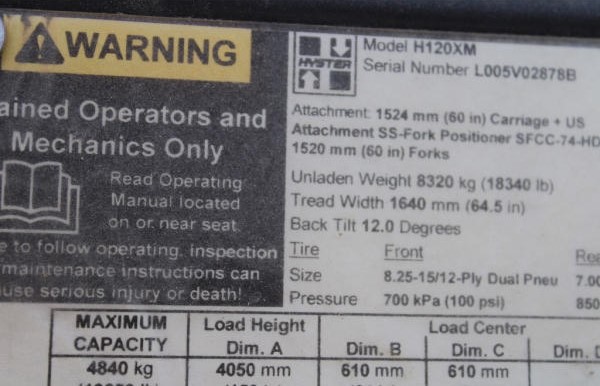 WARNING
ained Operators and
Mechanics Only
Read Operating
Manual located
on or near seat.
e to follow operating, inspection
maintenance instructions can
use serious injury or death!
HYSTER
Model H120XM
Serial Number L005V02878B
Attachment: 1524 mm (60 in) Carriage + US
Attachment SS-Fork Positioner SFCC-74-HD
1520 mm (60 in) Forks
Unladen Weight 8320 kg (18340 lb)
Tread Width 1640 mm (64.5 in)
Back Tilt 12.0 Degrees
Tire Front Rea
Size 8.25-15/12-Ply Dual Pneu 7.00
Pressure 700 kPa (100 psi) 850
MAXIMUM Load Height Load Center
CAPACITY Dim. A Dim. B Dim. C Dim. D
4840 kg 4050 mm 610 mm 610 mm